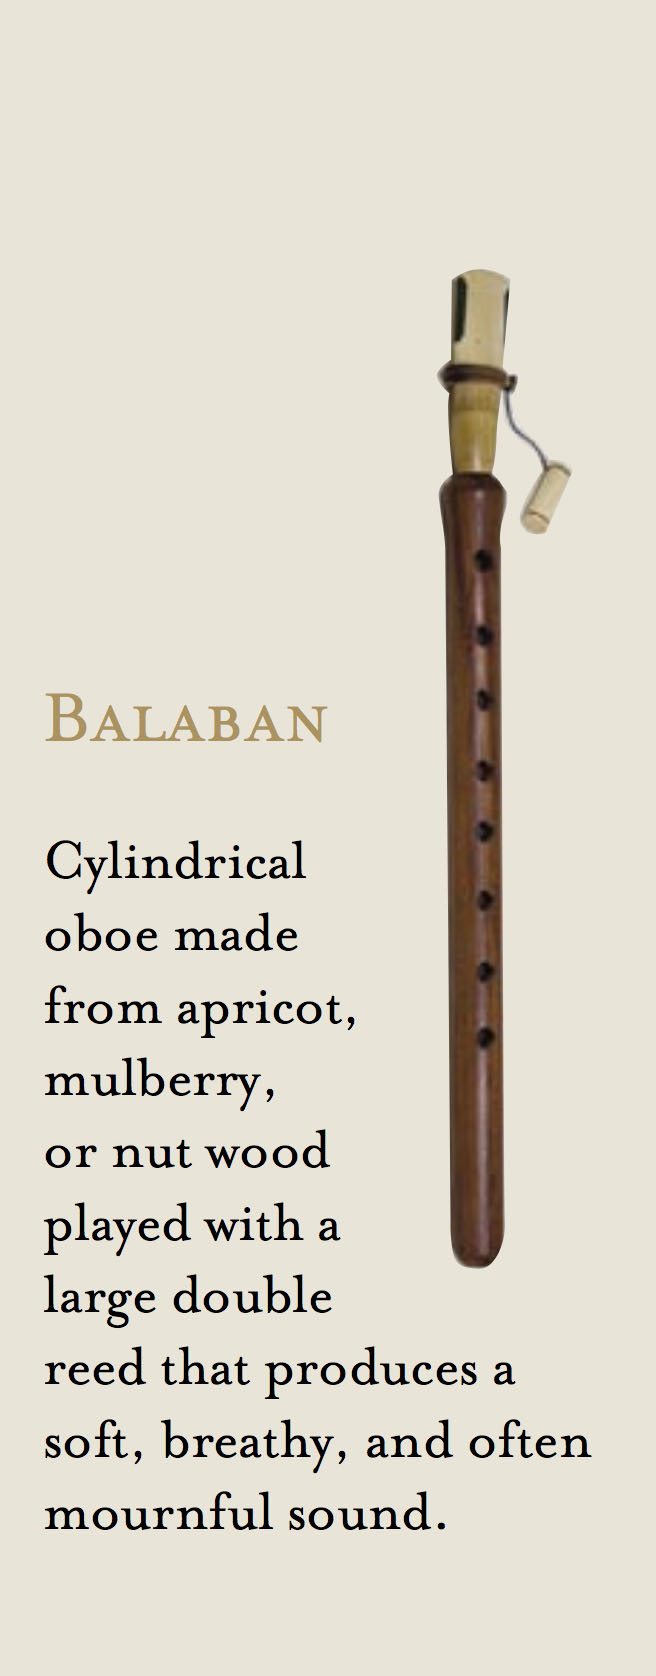 BALABAN
Cylindrical
oboe made
from apricot,
mulberry,
or nut wood
played with a
large double
reed that produces a
soft, breathy, and often
mournful sound.